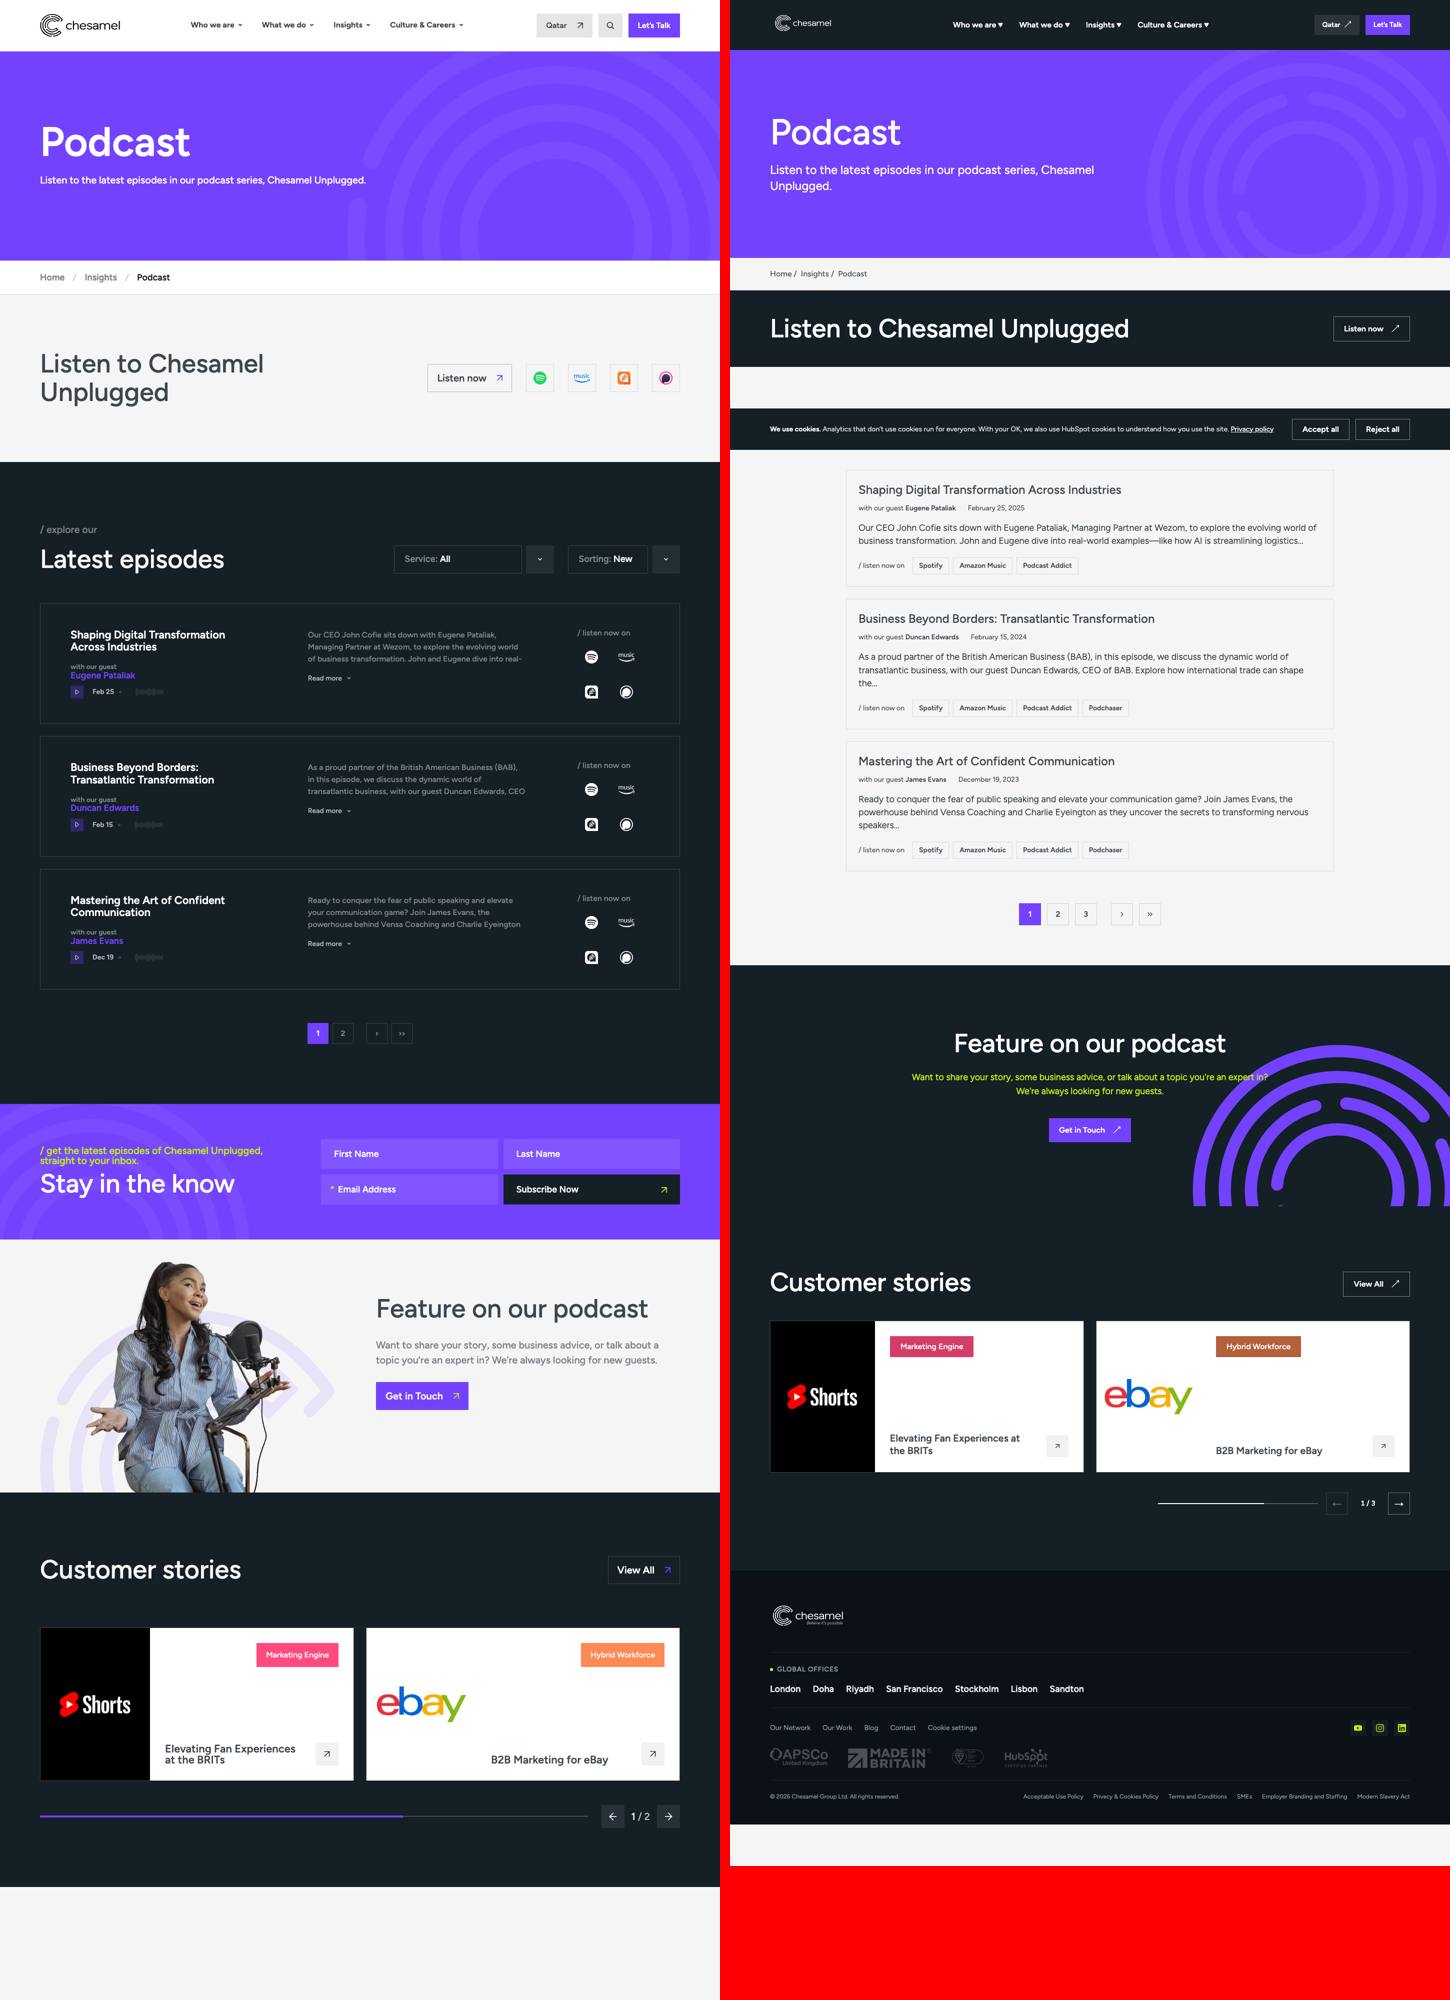 chesamel
Who we are
What we do
Insights
Culture & Careers
Qatar
Let's Talk
Podcast
Listen to the latest episodes in our podcast series, Chesamel Unplugged.
Home / Insights / Podcast
Listen to Chesamel
Unplugged
Listen now
music
/ explore our
Latest episodes
Service: All
Sorting: New
Shaping Digital Transformation
Across Industries
with our guest
Eugene Pataliak
Feb 25
Our CEO John Cofie sits down with Eugene Pataliak,
Managing Partner at Wezom, to explore the evolving world
of business transformation. John and Eugene dive into real-
Read more
/ listen now on
music
Business Beyond Borders:
Transatlantic Transformation
with our guest
Duncan Edwards
Feb 15
As a proud partner of the British American Business (BAB),
in this episode, we discuss the dynamic world of
transatlantic business, with our guest Duncan Edwards, CEO
Read more
/ listen now on
music
Mastering the Art of Confident
Communication
with our guest
James Evans
Dec 19
Ready to conquer the fear of public speaking and elevate
your communication game? Join James Evans, the
powerhouse behind Vensa Coaching and Charlie Eyeington
Read more
/ listen now on
music
1 2 › ››
/ get the latest episodes of Chesamel Unplugged,
straight to your inbox.
Stay in the know
First Name
Last Name
* Email Address
Subscribe Now
Feature on our podcast
Want to share your story, some business advice, or talk about a
topic you're an expert in? We're always looking for new guests.
Get in Touch
Customer stories
View All
Shorts
Marketing Engine
Elevating Fan Experiences
at the BRITs
ebay
Hybrid Workforce
B2B Marketing for eBay
1 / 2
chesamel
Who we are
What we do
Insights
Culture & Careers
Qatar
Let's Talk
Podcast
Listen to the latest episodes in our podcast series, Chesamel
Unplugged.
Home / Insights / Podcast
Listen to Chesamel Unplugged
Listen now
We use cookies. Analytics that don't use cookies run for everyone. With your OK, we also use HubSpot cookies to understand how you use the site. Privacy policy
Accept all
Reject all
Shaping Digital Transformation Across Industries
with our guest Eugene Pataliak February 25, 2025
Our CEO John Cofie sits down with Eugene Pataliak, Managing Partner at Wezom, to explore the evolving world of
business transformation. John and Eugene dive into real-world examples—like how AI is streamlining logistics...
/ listen now on Spotify Amazon Music Podcast Addict
Business Beyond Borders: Transatlantic Transformation
with our guest Duncan Edwards February 15, 2024
As a proud partner of the British American Business (BAB), in this episode, we discuss the dynamic world of
transatlantic business, with our guest Duncan Edwards, CEO of BAB. Explore how international trade can shape
the...
/ listen now on Spotify Amazon Music Podcast Addict Podchaser
Mastering the Art of Confident Communication
with our guest James Evans December 19, 2023
Ready to conquer the fear of public speaking and elevate your communication game? Join James Evans, the
powerhouse behind Vensa Coaching and Charlie Eyeington as they uncover the secrets to transforming nervous
speakers...
/ listen now on Spotify Amazon Music Podcast Addict Podchaser
1 2 3 › »
Feature on our podcast
Want to share your story, some business advice, or talk about a topic you're an expert in?
We're always looking for new guests.
Get in Touch
Customer stories
View All
Shorts
Marketing Engine
Elevating Fan Experiences at
the BRITs
ebay
Hybrid Workforce
B2B Marketing for eBay
1 / 3
chesamel
Believe it's possible
GLOBAL OFFICES
London Doha Riyadh San Francisco Stockholm Lisbon Sandton
Our Network Our Work Blog Contact Cookie settings
APSCo
United Kingdom
MADE IN
BRITAIN
HubSpot
CERTIFIED PARTNER
© 2026 Chesamel Group Ltd. All rights reserved.
Acceptable Use Policy Privacy & Cookies Policy Terms and Conditions SMEs Employer Branding and Staffing Modern Slavery Act